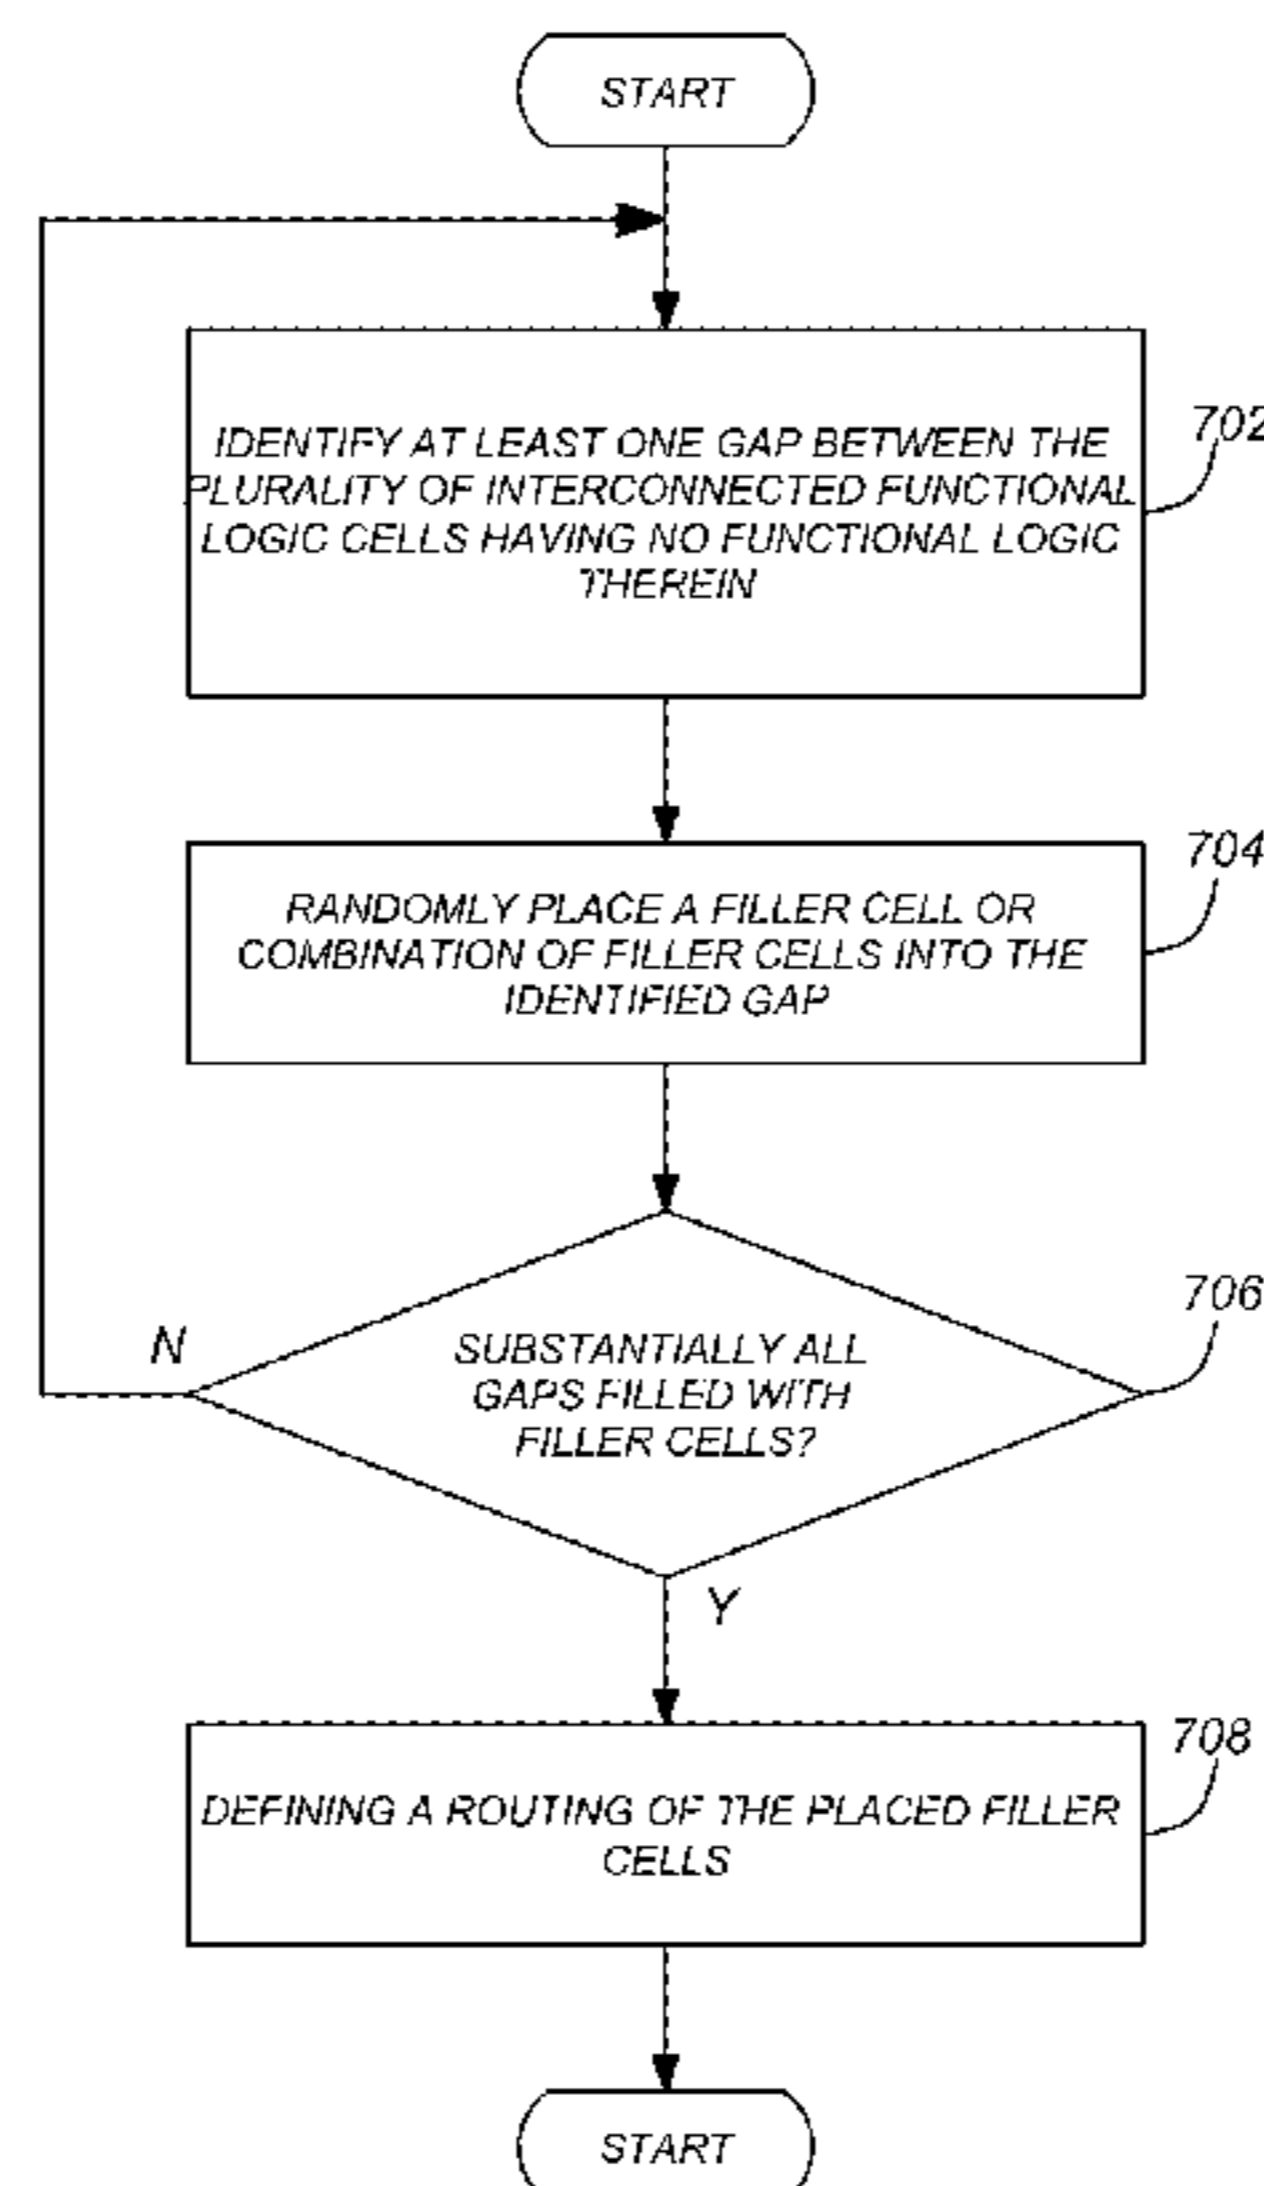 START
IDENTIFY AT LEAST ONE GAP BETWEEN THE
PLURALITY OF INTERCONNECTED FUNCTIONAL
LOGIC CELLS HAVING NO FUNCTIONAL LOGIC
THEREIN
702
RANDOMLY PLACE A FILLER CELL OR
COMBINATION OF FILLER CELLS INTO THE
IDENTIFIED GAP
704
SUBSTANTIALLY ALL
GAPS FILLED WITH
FILLER CELLS?
706
N
Y
DEFINING A ROUTING OF THE PLACED FILLER
CELLS
708
START